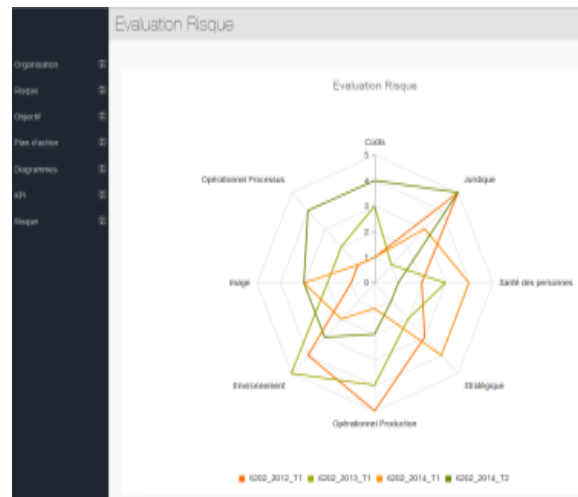 Evaluation Risque
Organisation
Risque
Objectif
Plan d'action
Diagrammes
KPI
Risque
Evaluation Risque
Coûts
Opérationnel Processus
Juridique
5
4
3
2
1
0
Image
Santé des personnes
Environnement
Stratégique
Opérationnel Production
6202_2012_T1
6202_2013_T1
6202_2014_T1
6202_2014_T2